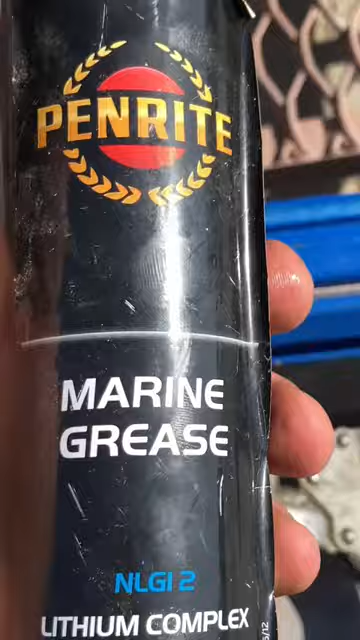 PENRITE
MARINE
GREASE
NLGI 2
LITHIUM COMPLEX